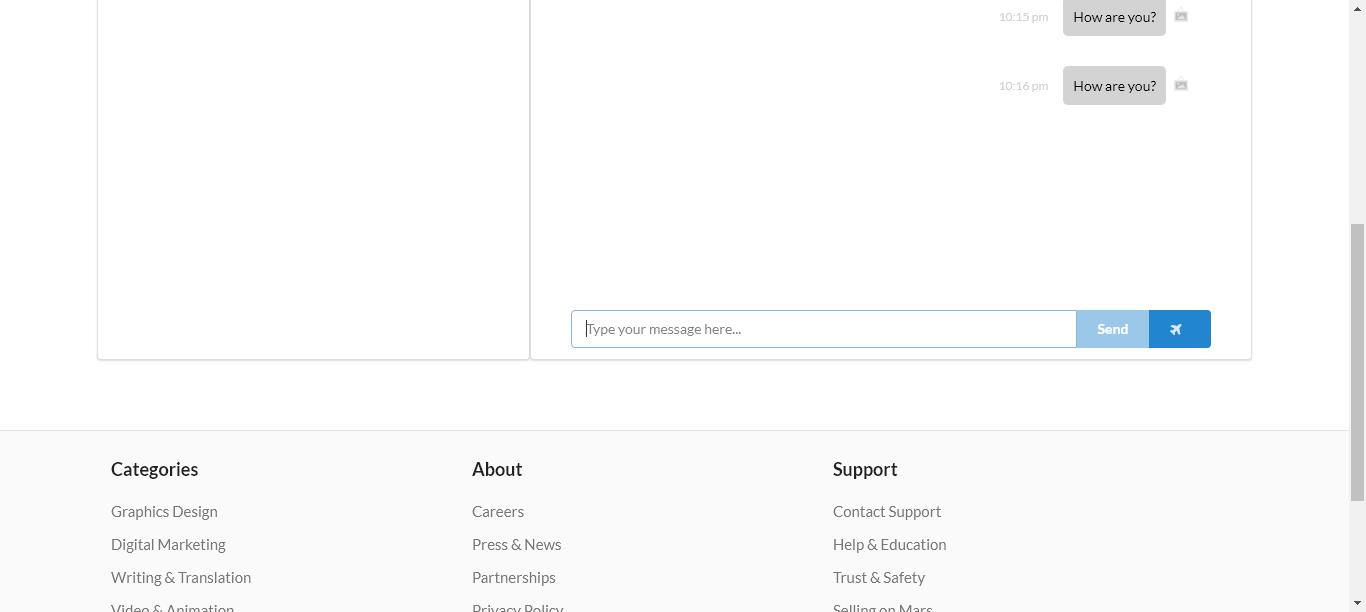 10:15 pm How are you?
10:16 pm How are you?
Type your message here... Send
Categories About Support
Graphics Design Careers Contact Support
Digital Marketing Press & News Help & Education
Writing & Translation Partnerships Trust & Safety
Video & Animation Privacy Policy Selling on Mars